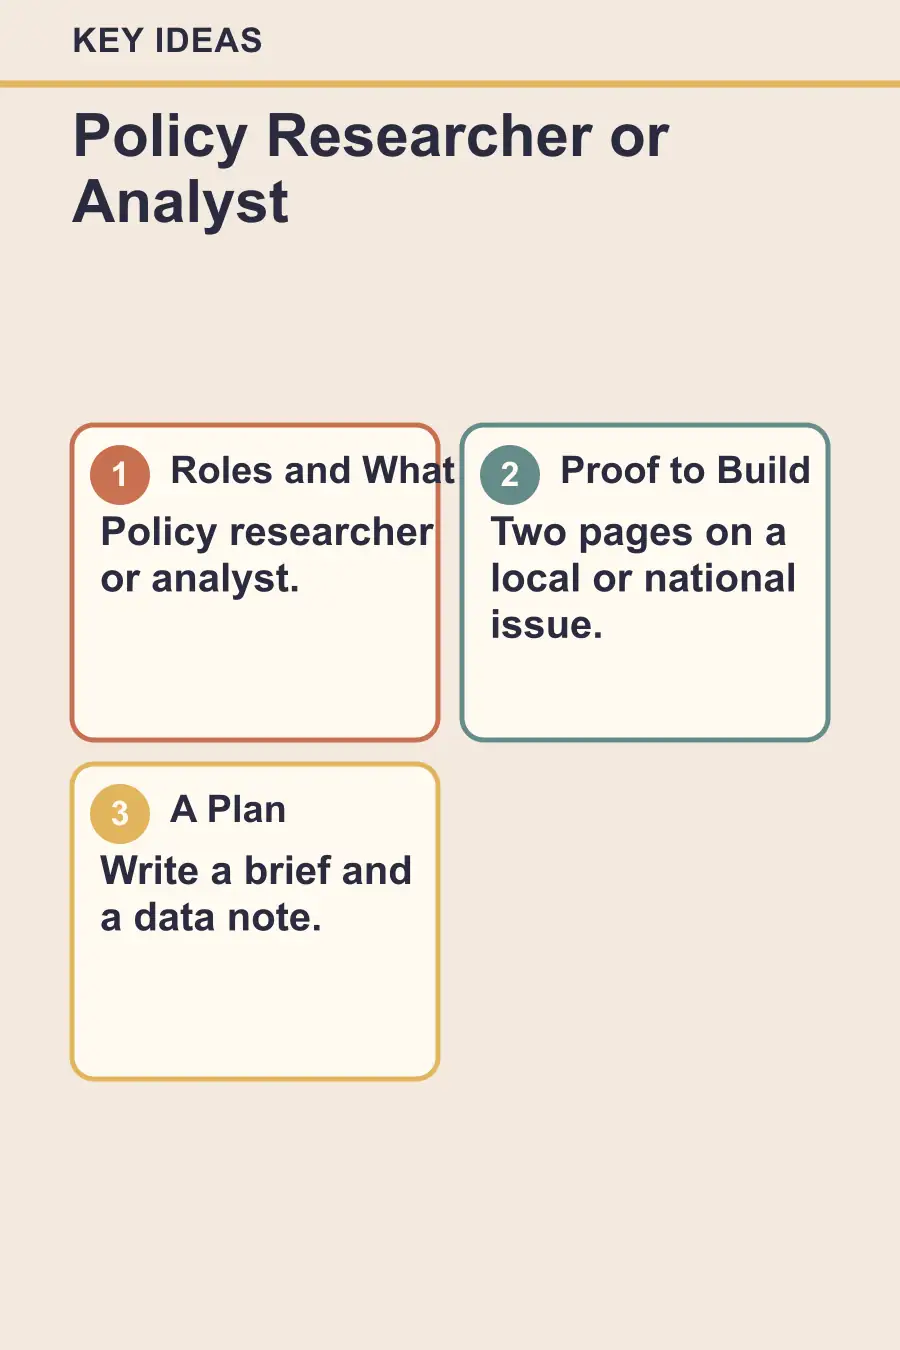 KEY IDEAS
Policy Researcher or
Analyst
1
Roles and What
Policy researcher
or analyst.
2
Proof to Build
Two pages on a
local or national
issue.
3
A Plan
Write a brief and
a data note.